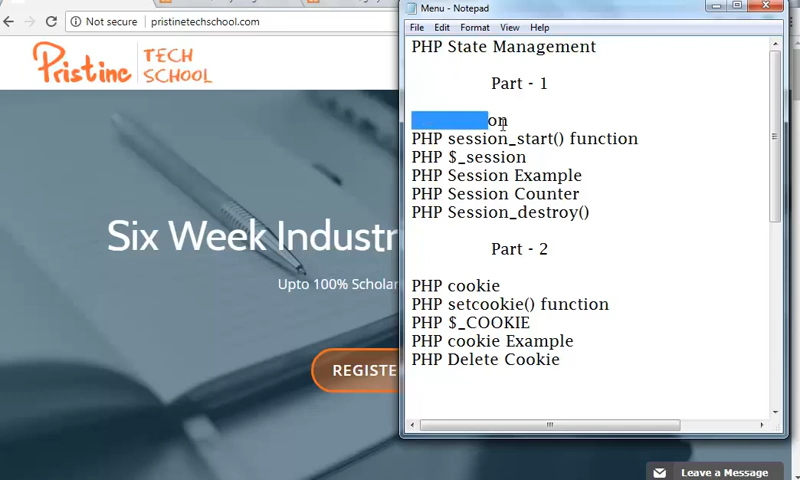 Not secure pristinetechschool.com
Pristine TECH SCHOOL
Six Week Industr
Upto 100% Scholar
REGISTE
Menu - Notepad
File Edit Format View Help
PHP State Management
Part - 1
on
PHP session_start() function
PHP $_session
PHP Session Example
PHP Session Counter
PHP Session_destroy()
Part - 2
PHP cookie
PHP setcookie() function
PHP $_COOKIE
PHP cookie Example
PHP Delete Cookie
Leave a Message